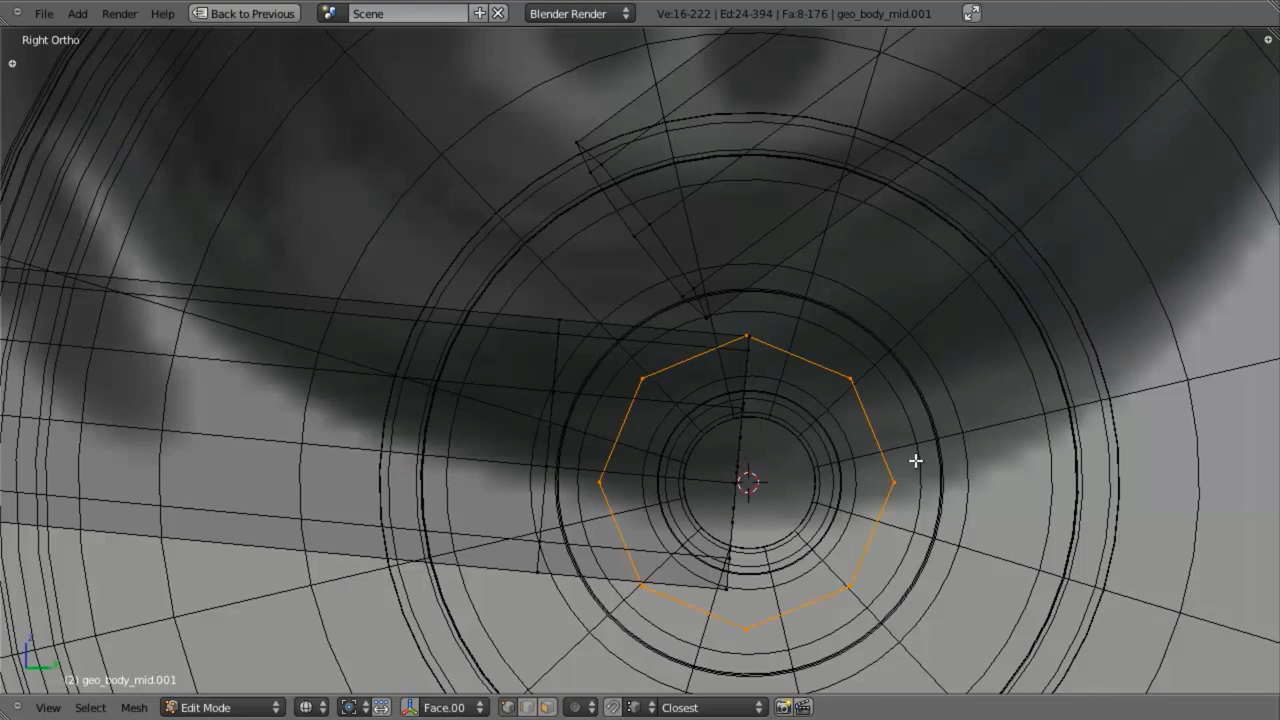 File Add Render Help Back to Previous Scene Blender Render Ve:16-222 | Ed:24-394 | Fa:8-176 | geo_body_mid.001
Right Ortho
z
y
(2) geo_body_mid.001
View Select Mesh Edit Mode Face.00 Closest